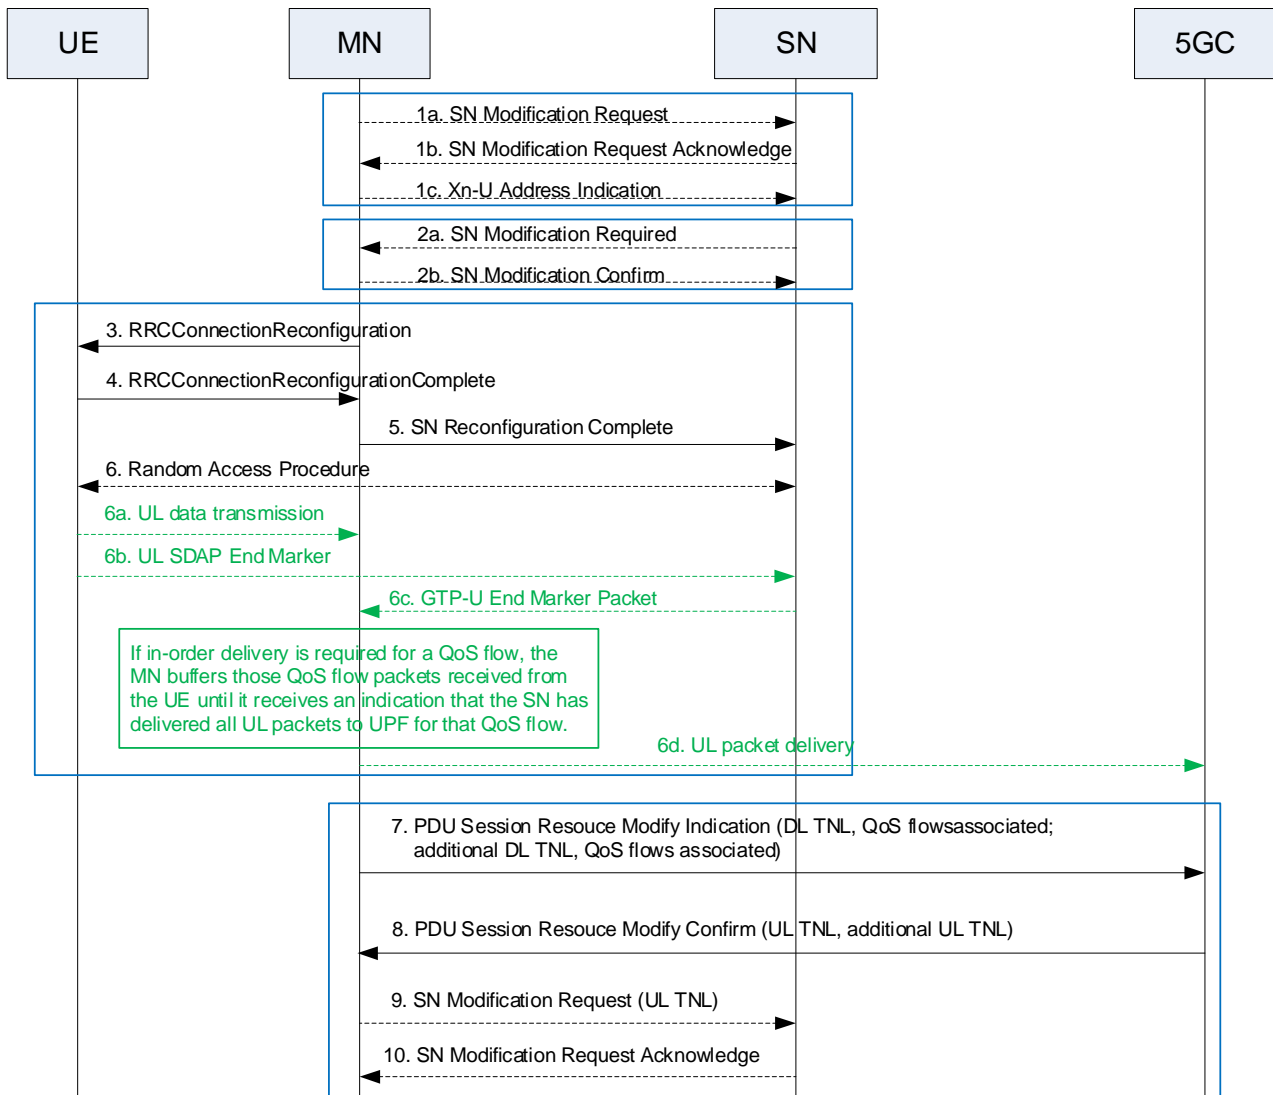 UE
MN
SN
5GC
1a. SN Modification Request
1b. SN Modification Request Acknowledge
1c. Xn-U Address Indication
2a. SN Modification Required
2b. SN Modification Confirm
3. RRCConnectionReconfiguration
4. RRCConnectionReconfigurationComplete
5. SN Reconfiguration Complete
6. Random Access Procedure
6a. UL data transmission
6b. UL SDAP End Marker
6c. GTP-U End Marker Packet
If in-order delivery is required for a QoS flow, the
MN buffers those QoS flow packets received from
the UE until it receives an indication that the SN has
delivered all UL packets to UPF for that QoS flow.
6d. UL packet delivery
7. PDU Session Resouce Modify Indication (DL TNL, QoS flowsassociated;
additional DL TNL, QoS flows associated)
8. PDU Session Resouce Modify Confirm (UL TNL, additional UL TNL)
9. SN Modification Request (UL TNL)
10. SN Modification Request Acknowledge